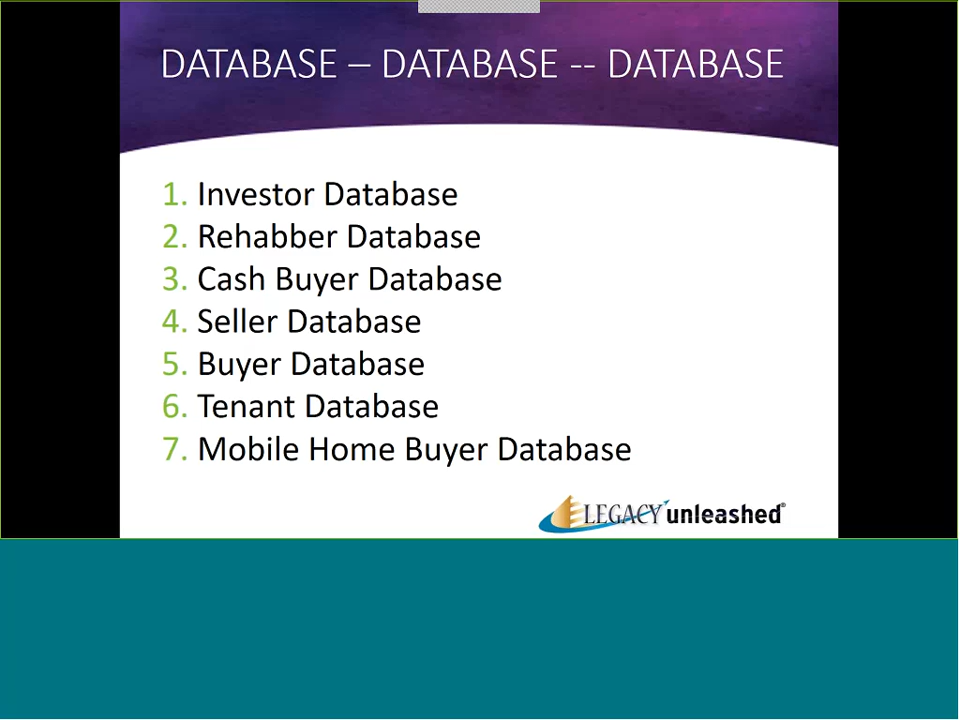 DATABASE – DATABASE -- DATABASE
1. Investor Database
2. Rehabber Database
3. Cash Buyer Database
4. Seller Database
5. Buyer Database
6. Tenant Database
7. Mobile Home Buyer Database
LEGACY unleashed®